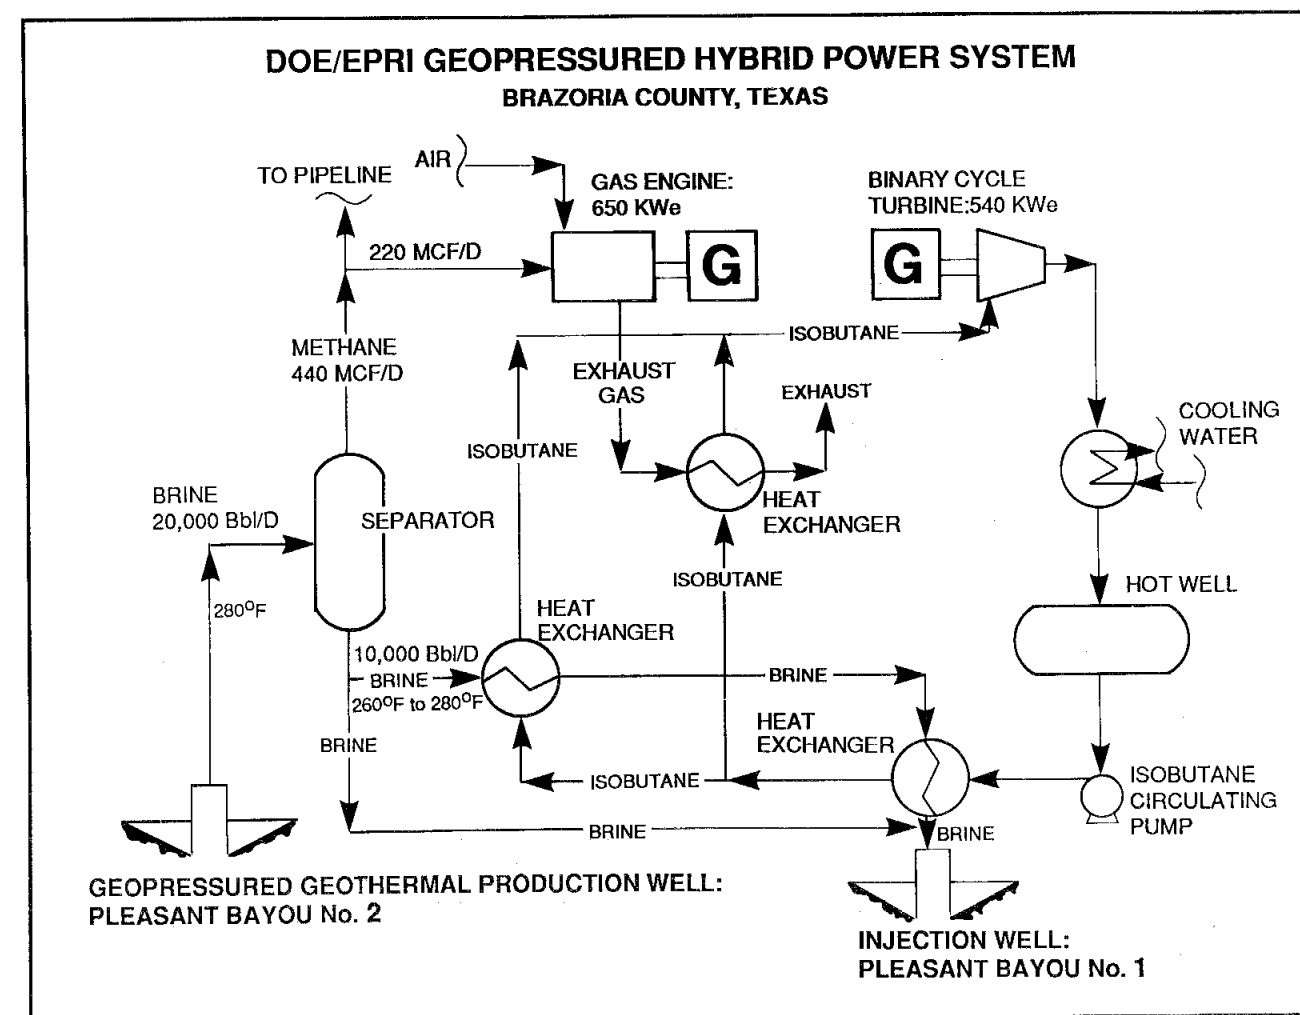 DOE/EPRI GEOPRESSURED HYBRID POWER SYSTEM
BRAZORIA COUNTY, TEXAS
AIR
TO PIPELINE
GAS ENGINE:
650 KWe
BINARY CYCLE
TURBINE:540 KWe
220 MCF/D
G
G
METHANE
440 MCF/D
ISOBUTANE
EXHAUST
GAS
EXHAUST
COOLING
WATER
ISOBUTANE
BRINE
20,000 Bbl/D
SEPARATOR
HEAT
EXCHANGER
ISOBUTANE
280°F
HOT WELL
HEAT
EXCHANGER
10,000 Bbl/D
BRINE
260°F to 280°F
BRINE
HEAT
EXCHANGER
BRINE
ISOBUTANE
ISOBUTANE
CIRCULATING
PUMP
BRINE
BRINE
GEOPRESSURED GEOTHERMAL PRODUCTION WELL:
PLEASANT BAYOU No. 2
INJECTION WELL:
PLEASANT BAYOU No. 1